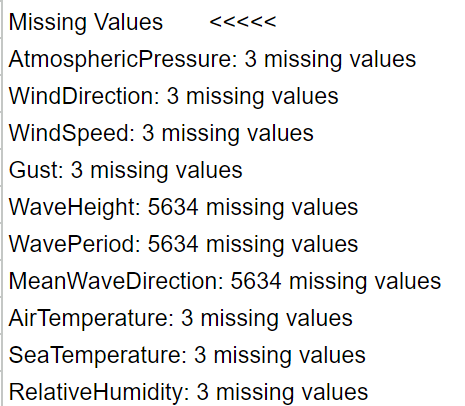 Missing Values <<<<<
AtmosphericPressure: 3 missing values
WindDirection: 3 missing values
WindSpeed: 3 missing values
Gust: 3 missing values
WaveHeight: 5634 missing values
WavePeriod: 5634 missing values
MeanWaveDirection: 5634 missing values
AirTemperature: 3 missing values
SeaTemperature: 3 missing values
RelativeHumidity: 3 missing values